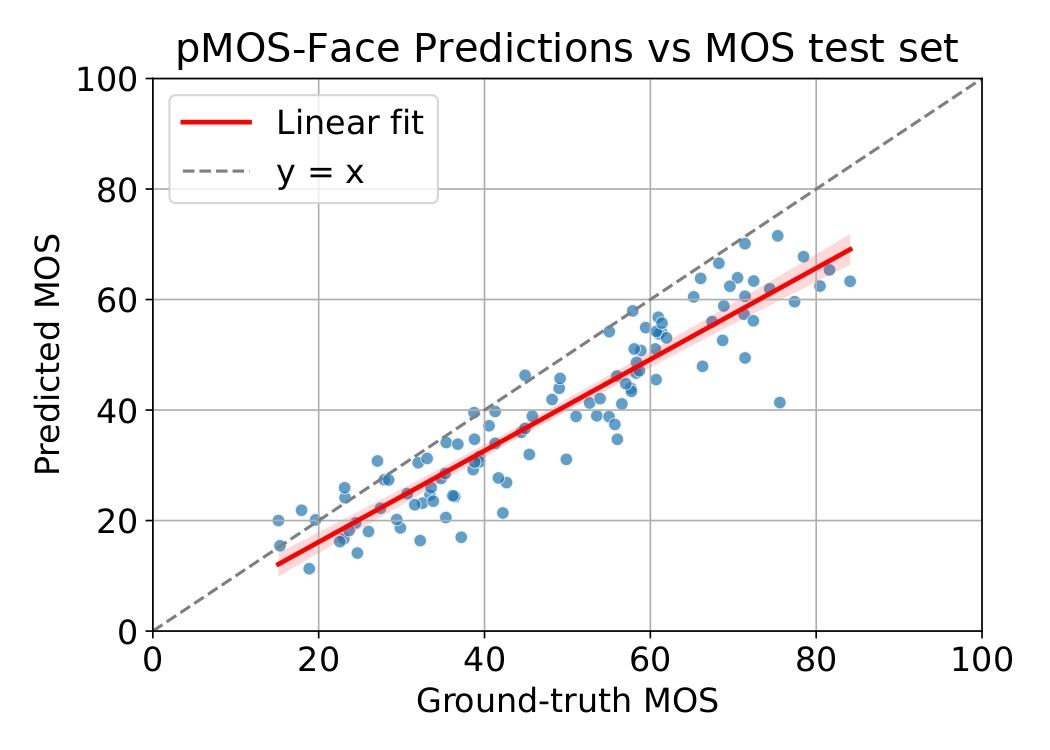 pMOS-Face Predictions vs MOS test set
100
Linear fit
y = x
80
60
40
20
0
Predicted MOS
0 20 40 60 80 100
Ground-truth MOS